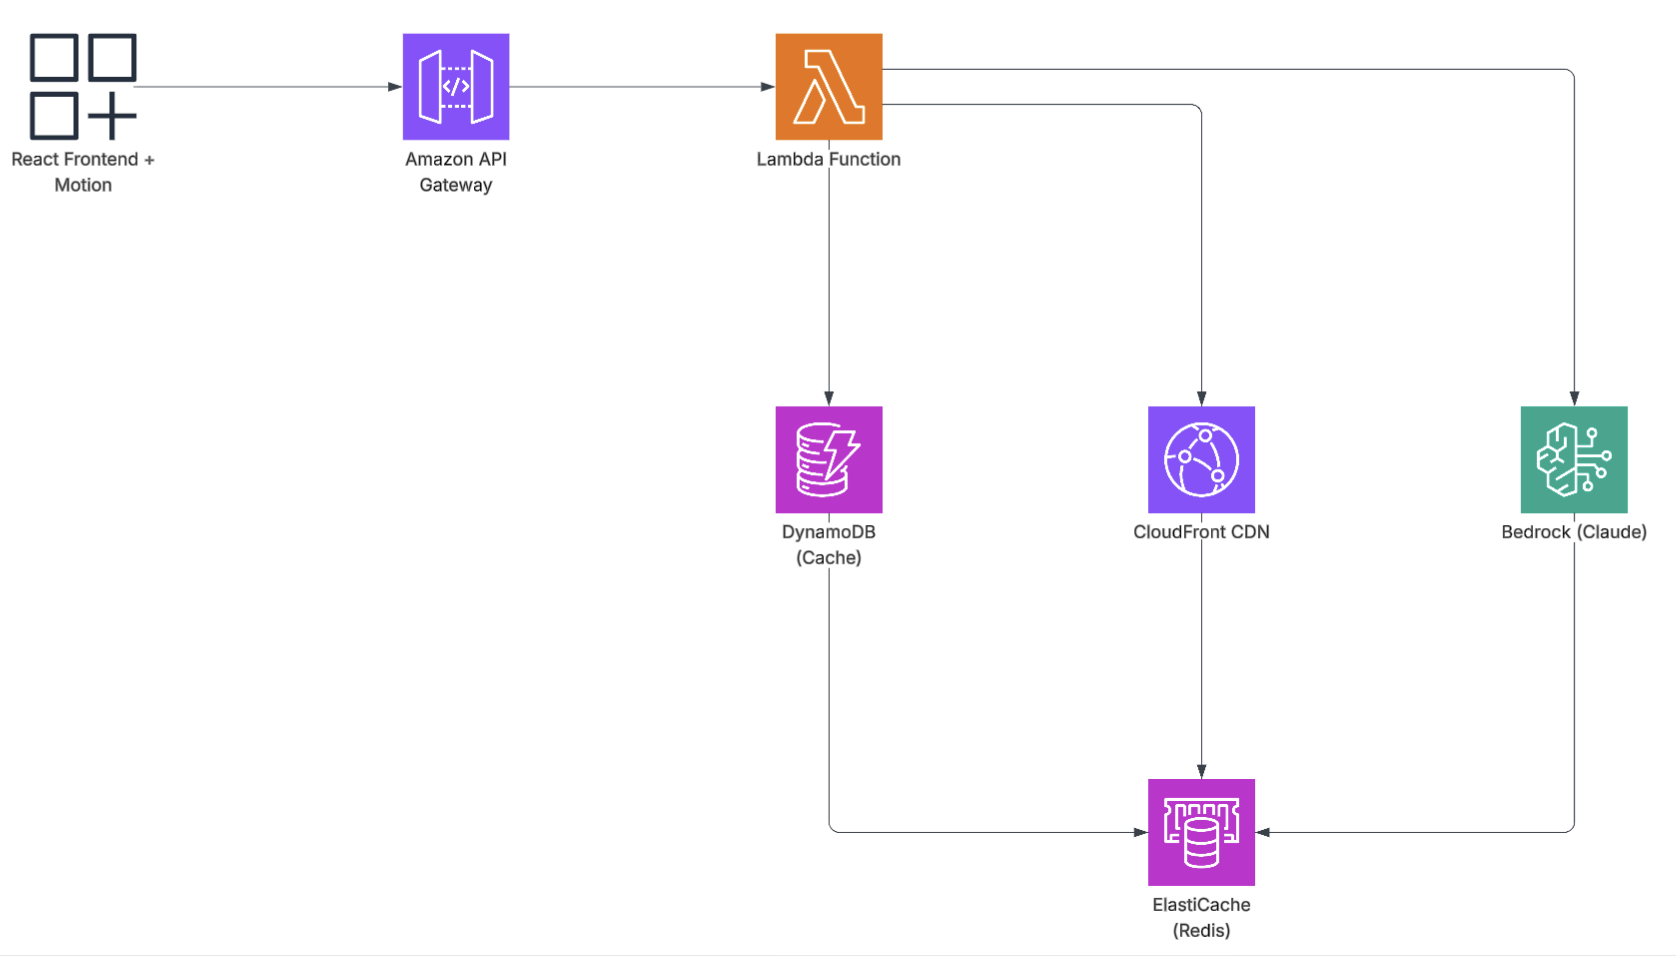 React Frontend +
Motion
Amazon API
Gateway
Lambda Function
DynamoDB
(Cache)
CloudFront CDN
Bedrock (Claude)
ElastiCache
(Redis)